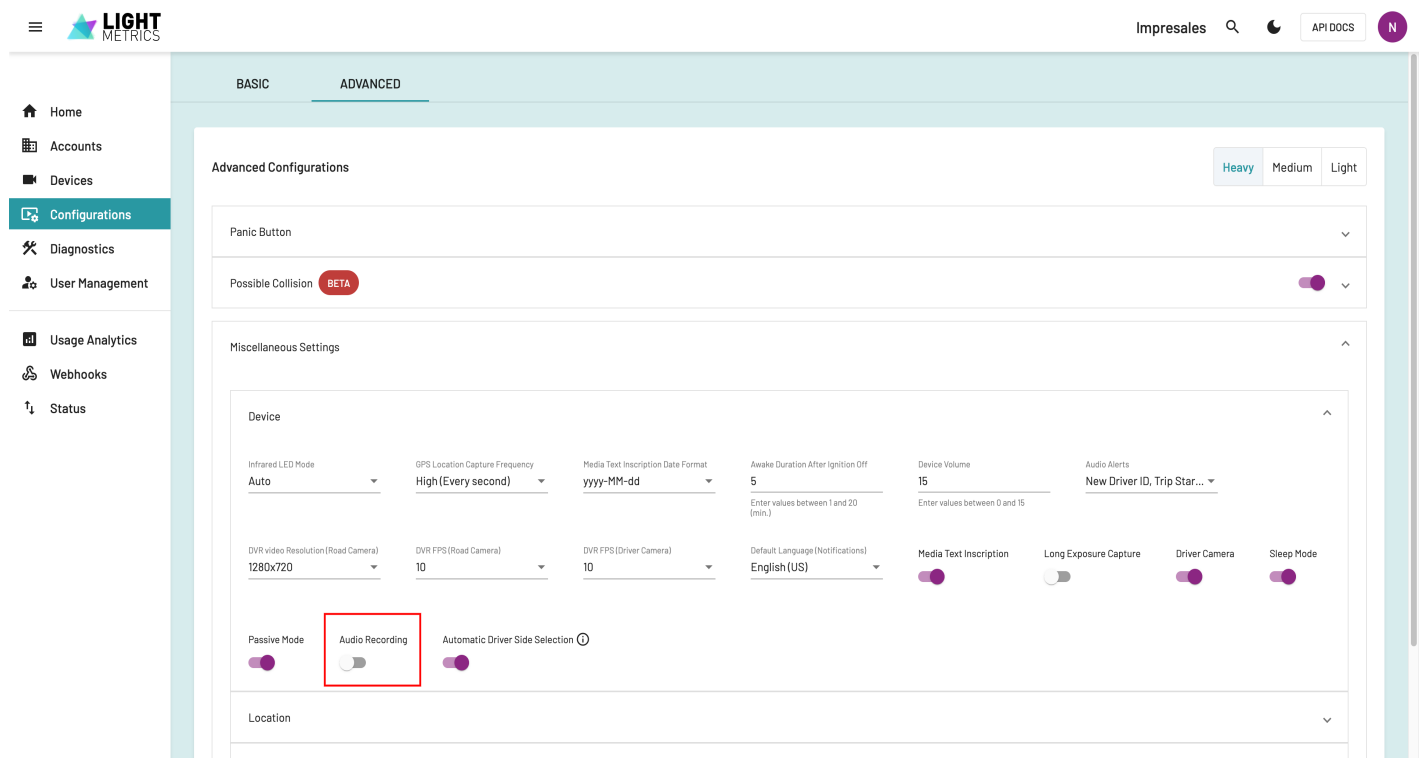 LIGHT
METRICS
Impresales
API DOCS
N
Home
Accounts
Devices
Configurations
Diagnostics
User Management
Usage Analytics
Webhooks
Status
BASIC
ADVANCED
Advanced Configurations
Heavy
Medium
Light
Panic Button
Possible Collision
BETA
Miscellaneous Settings
Device
Infrared LED Mode
Auto
GPS Location Capture Frequency
High (Every second)
Media Text Inscription Date Format
yyyy-MM-dd
Awake Duration After Ignition Off
5
Enter values between 1 and 20
(min.)
Device Volume
15
Enter values between 0 and 15
Audio Alerts
New Driver ID, Trip Star...
DVR video Resolution (Road Camera)
1280x720
DVR FPS (Road Camera)
10
DVR FPS (Driver Camera)
10
Default Language (Notifications)
English (US)
Media Text Inscription
Long Exposure Capture
Driver Camera
Sleep Mode
Passive Mode
Audio Recording
Automatic Driver Side Selection
Location